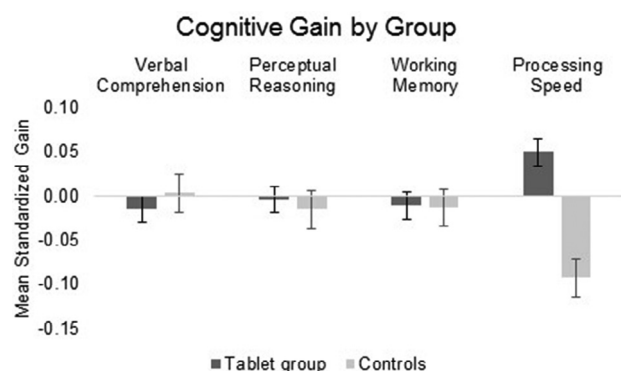 Cognitive Gain by Group
Verbal
Comprehension
Perceptual
Reasoning
Working
Memory
Processing
Speed
Mean Standardized Gain
0.10
0.05
0.00
-0.05
-0.10
-0.15
Tablet group
Controls